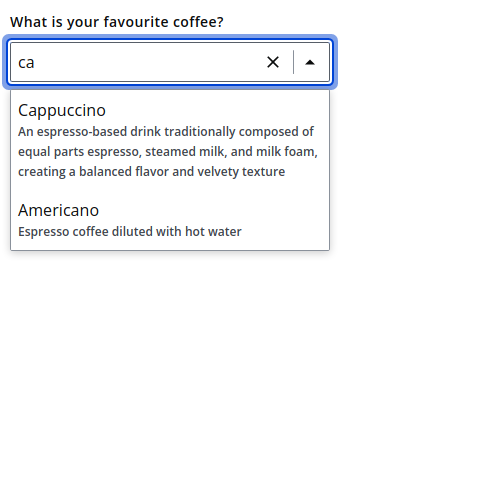 What is your favourite coffee?
ca
Cappuccino
An espresso-based drink traditionally composed of
equal parts espresso, steamed milk, and milk foam,
creating a balanced flavor and velvety texture
Americano
Espresso coffee diluted with hot water